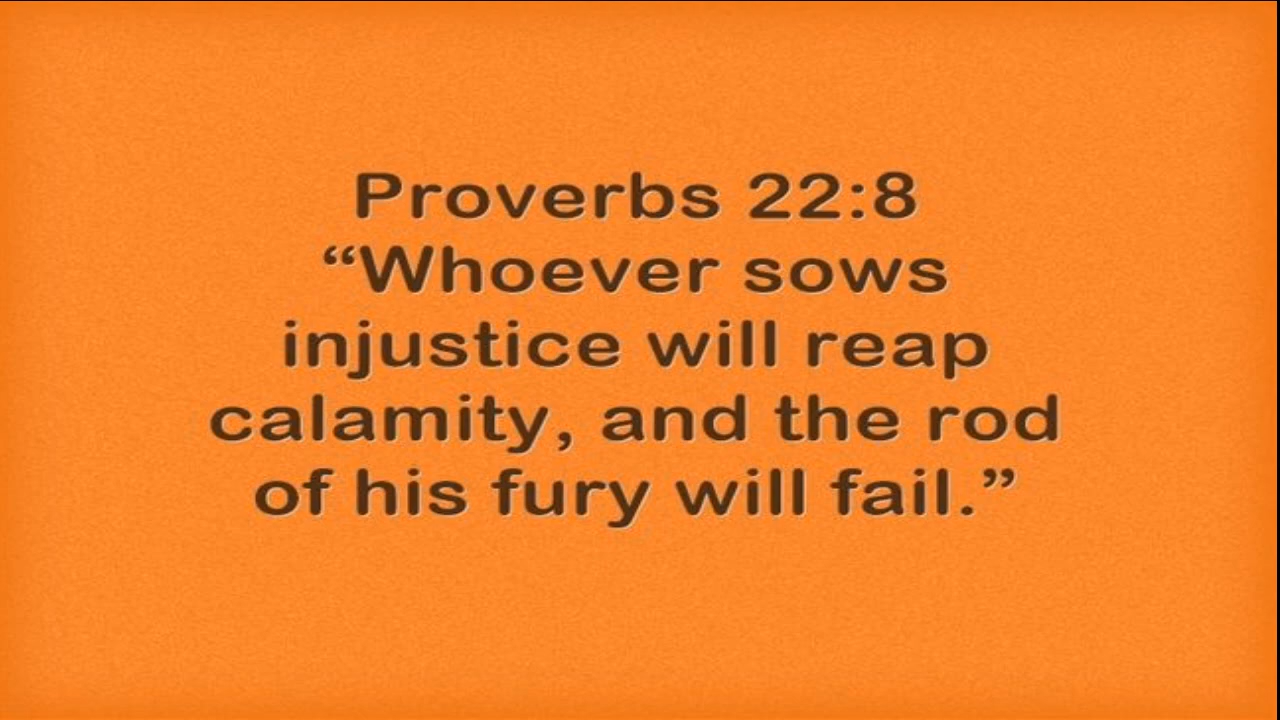 Proverbs 22:8
“Whoever sows
injustice will reap
calamity, and the rod
of his fury will fail.”